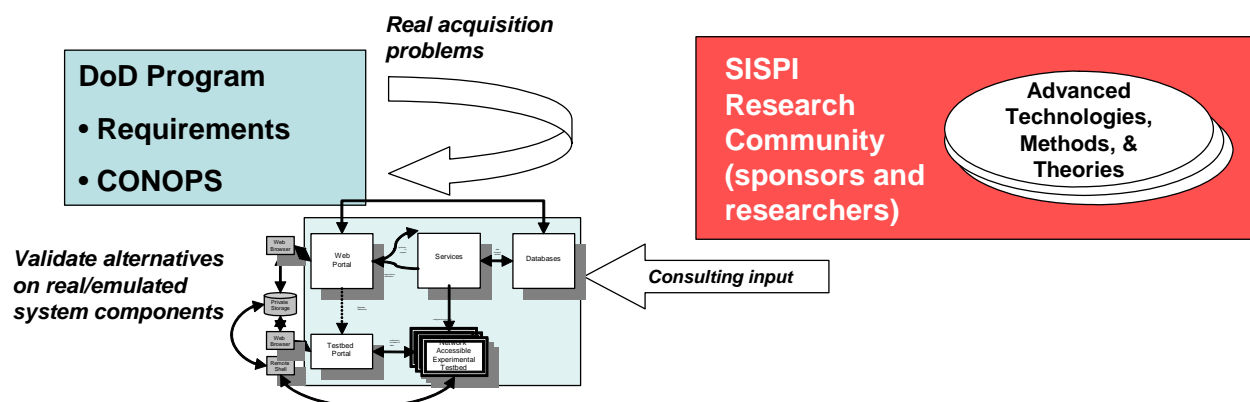 Real acquisition
problems
DoD Program
• Requirements
• CONOPS
SISPI
Research
Community
(sponsors and
researchers)
Advanced
Technologies,
Methods, &
Theories
Validate alternatives
on real/emulated
system components
Web
Browser
Web
Portal
Services
Databases
Consulting input
Private
Storage
Web
Browser
Remote
Shell
Testbed
Portal
Network
Accessible
Experimental
Testbed